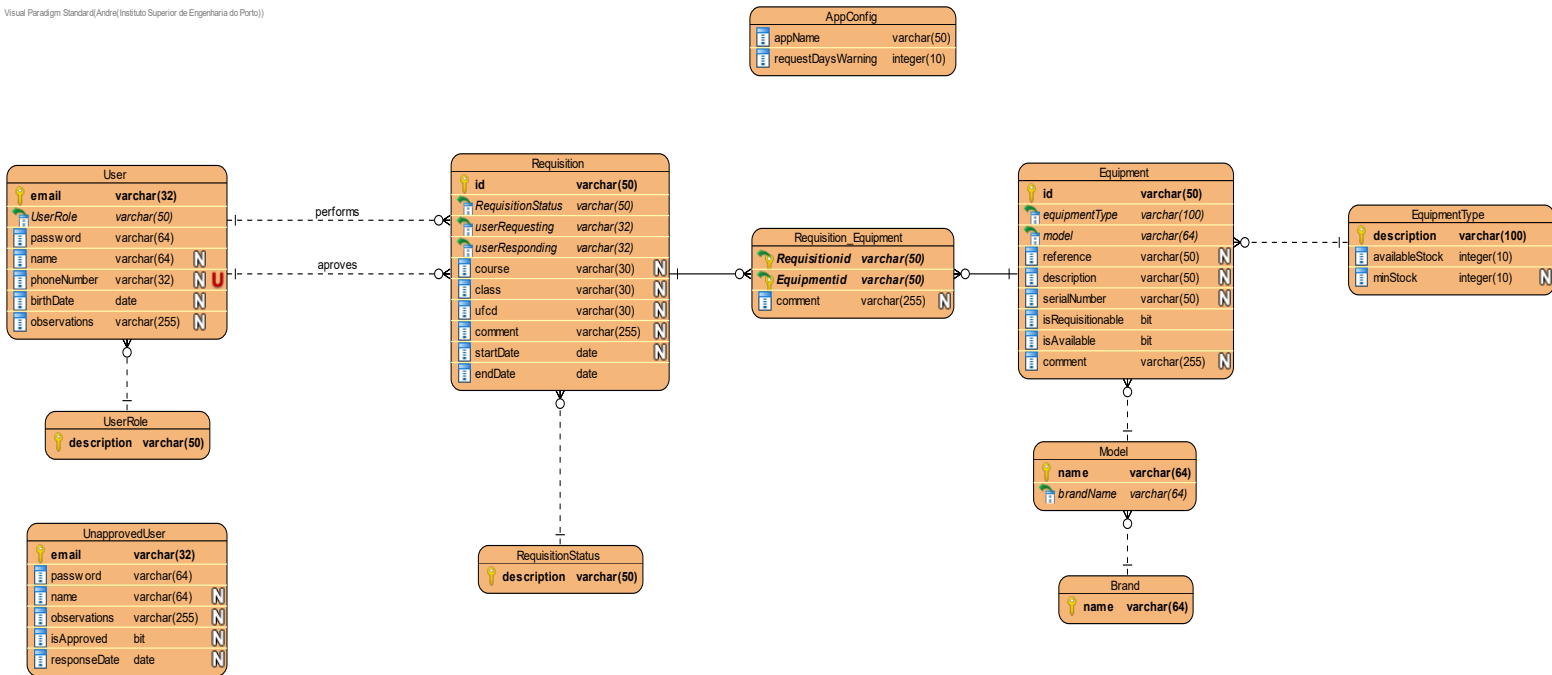 Visual Paradigm Standard(Andre(Instituto Superior de Engenharia do Porto))
AppConfig
appName varchar(50)
requestDaysWarning integer(10)
User
email varchar(32)
UserRole varchar(50)
password varchar(64)
name varchar(64) N
phoneNumber varchar(32) N U
birthDate date N
observations varchar(255) N
performs
aproves
Requisition
id varchar(50)
RequisitionStatus varchar(50)
userRequesting varchar(32)
userResponding varchar(32)
course varchar(30) N
class varchar(30) N
ufcd varchar(30) N
comment varchar(255) N
startDate date N
endDate date
Requisition_Equipment
Requisitionid varchar(50)
Equipmentid varchar(50)
comment varchar(255) N
Equipment
id varchar(50)
equipmentType varchar(100)
model varchar(64)
reference varchar(50) N
description varchar(50) N
serialNumber varchar(50) N
isRequisitionable bit
isAvailable bit
comment varchar(255) N
EquipmentType
description varchar(100)
availableStock integer(10)
minStock integer(10) N
UserRole
description varchar(50)
Model
name varchar(64)
brandName varchar(64)
UnapprovedUser
email varchar(32)
password varchar(64)
name varchar(64) N
observations varchar(255) N
isApproved bit N
responseDate date N
RequisitionStatus
description varchar(50)
Brand
name varchar(64)